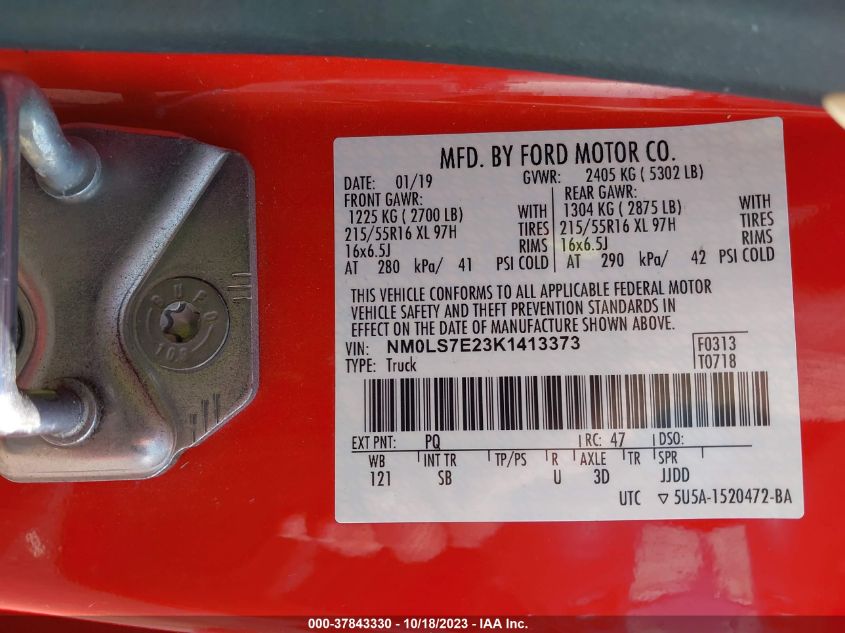 MFD. BY FORD MOTOR CO.
DATE: 01/19 GVWR: 2405 KG ( 5302 LB)
FRONT GAWR: REAR GAWR:
1225 KG ( 2700 LB) WITH 1304 KG ( 2875 LB) WITH
215/55R16 XL 97H TIRES 215/55R16 XL 97H TIRES
16x6.5J RIMS 16x6.5J RIMS
AT 280 kPa/ 41 PSI COLD AT 290 kPa/ 42 PSI COLD
THIS VEHICLE CONFORMS TO ALL APPLICABLE FEDERAL MOTOR
VEHICLE SAFETY AND THEFT PREVENTION STANDARDS IN
EFFECT ON THE DATE OF MANUFACTURE SHOWN ABOVE.
VIN: NM0LS7E23K1413373 F0313
TYPE: Truck T0718
EXT PNT: PQ RC: 47 DSO:
WB INT TR TP/PS R AXLE TR SPR
121 SB U 3D JJDD
UTC ▽ 5U5A-1520472-BA
000-37843330 - 10/18/2023 - IAA Inc.